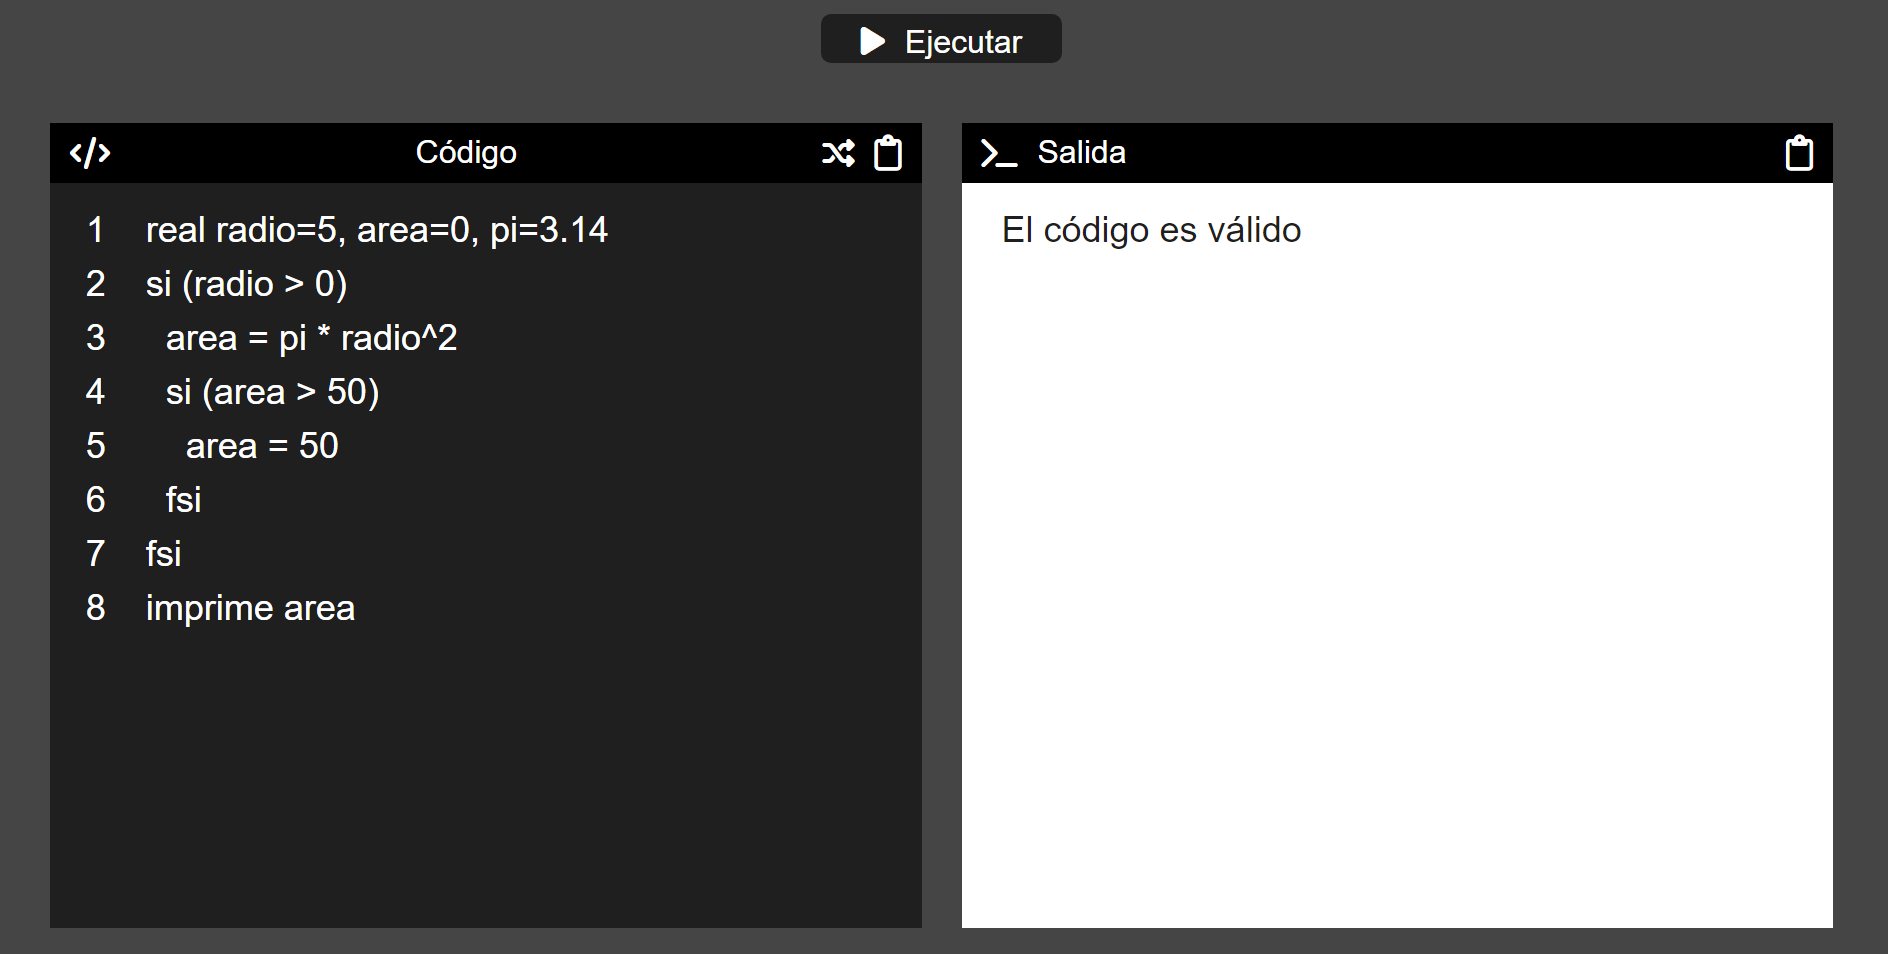 Ejecutar
</> Código
1 real radio=5, area=0, pi=3.14
2 si (radio > 0)
3 area = pi * radio^2
4 si (area > 50)
5 area = 50
6 fsi
7 fsi
8 imprime area
Salida
El código es válido